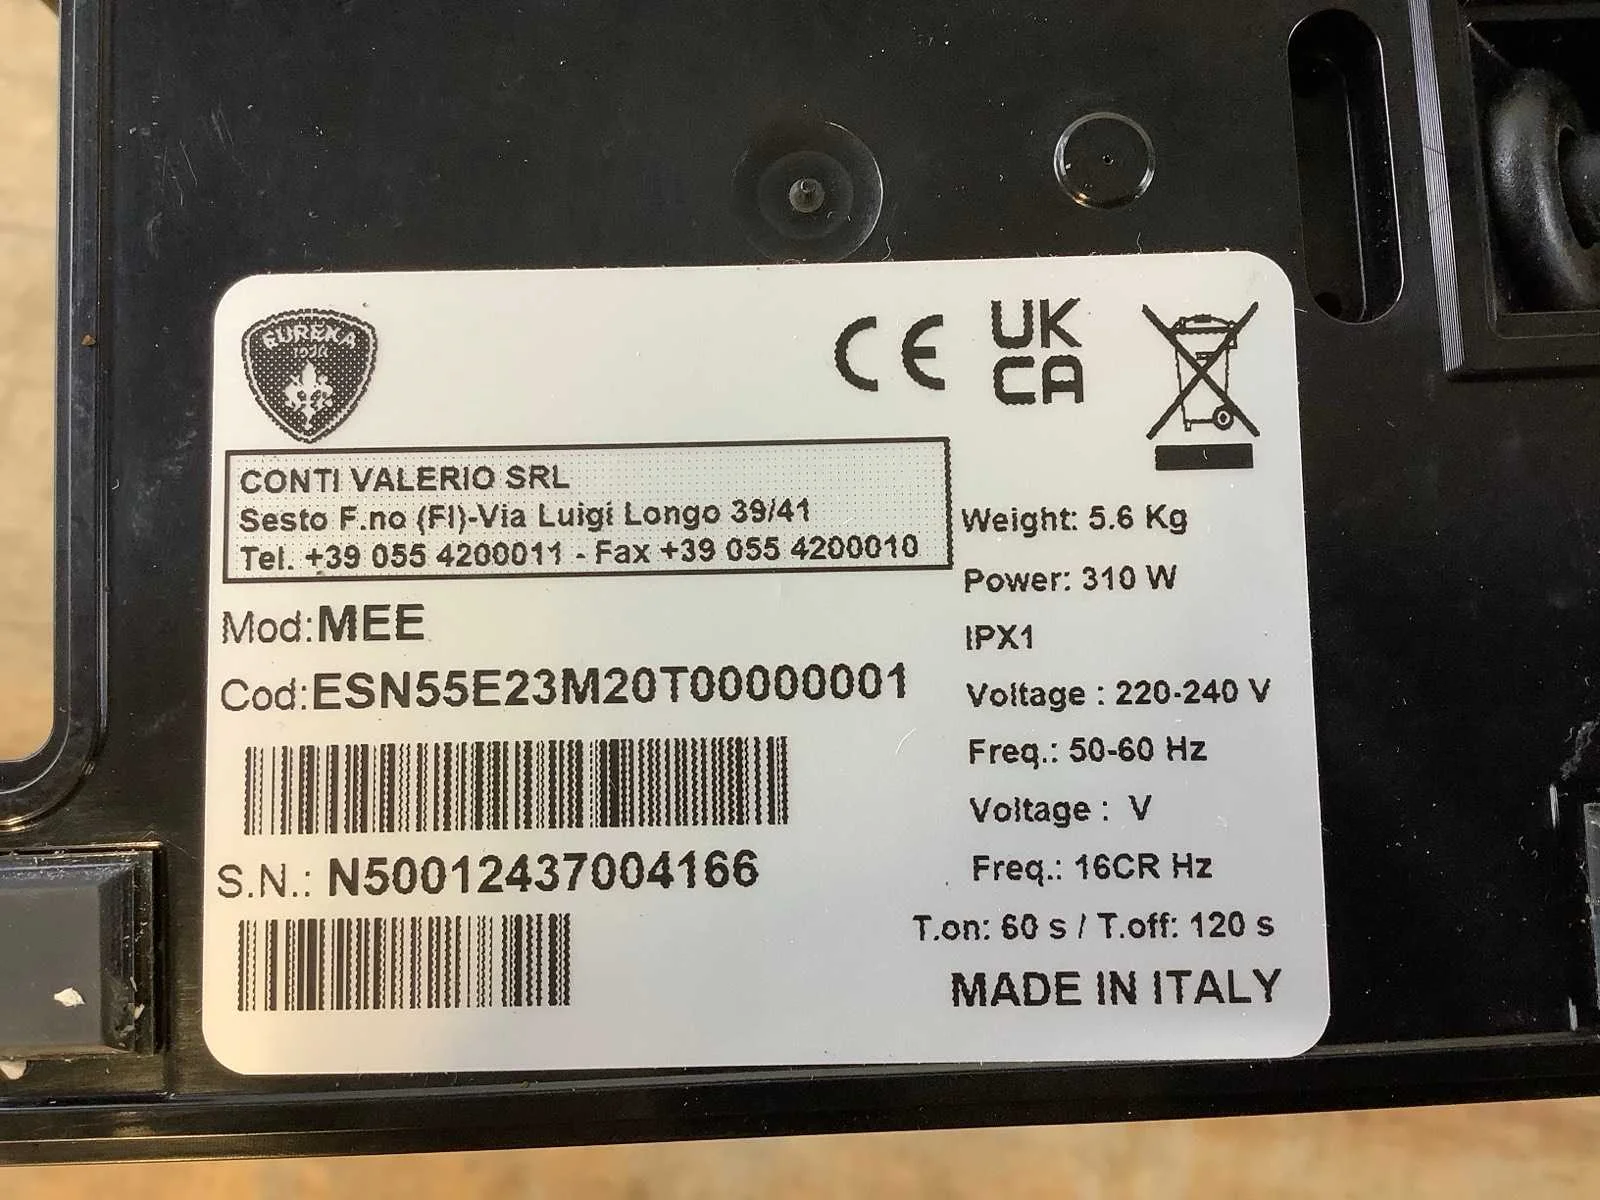 EUREKA
1920
CE
UK
CA
CONTI VALERIO SRL
Sesto F.no (FI)-Via Luigi Longo 39/41
Tel. +39 055 4200011 - Fax +39 055 4200010
Mod:MEE
Cod:ESN55E23M20T00000001
S.N.: N50012437004166
Weight: 5.6 Kg
Power: 310 W
IPX1
Voltage : 220-240 V
Freq.: 50-60 Hz
Voltage : V
Freq.: 16CR Hz
T.on: 60 s / T.off: 120 s
MADE IN ITALY